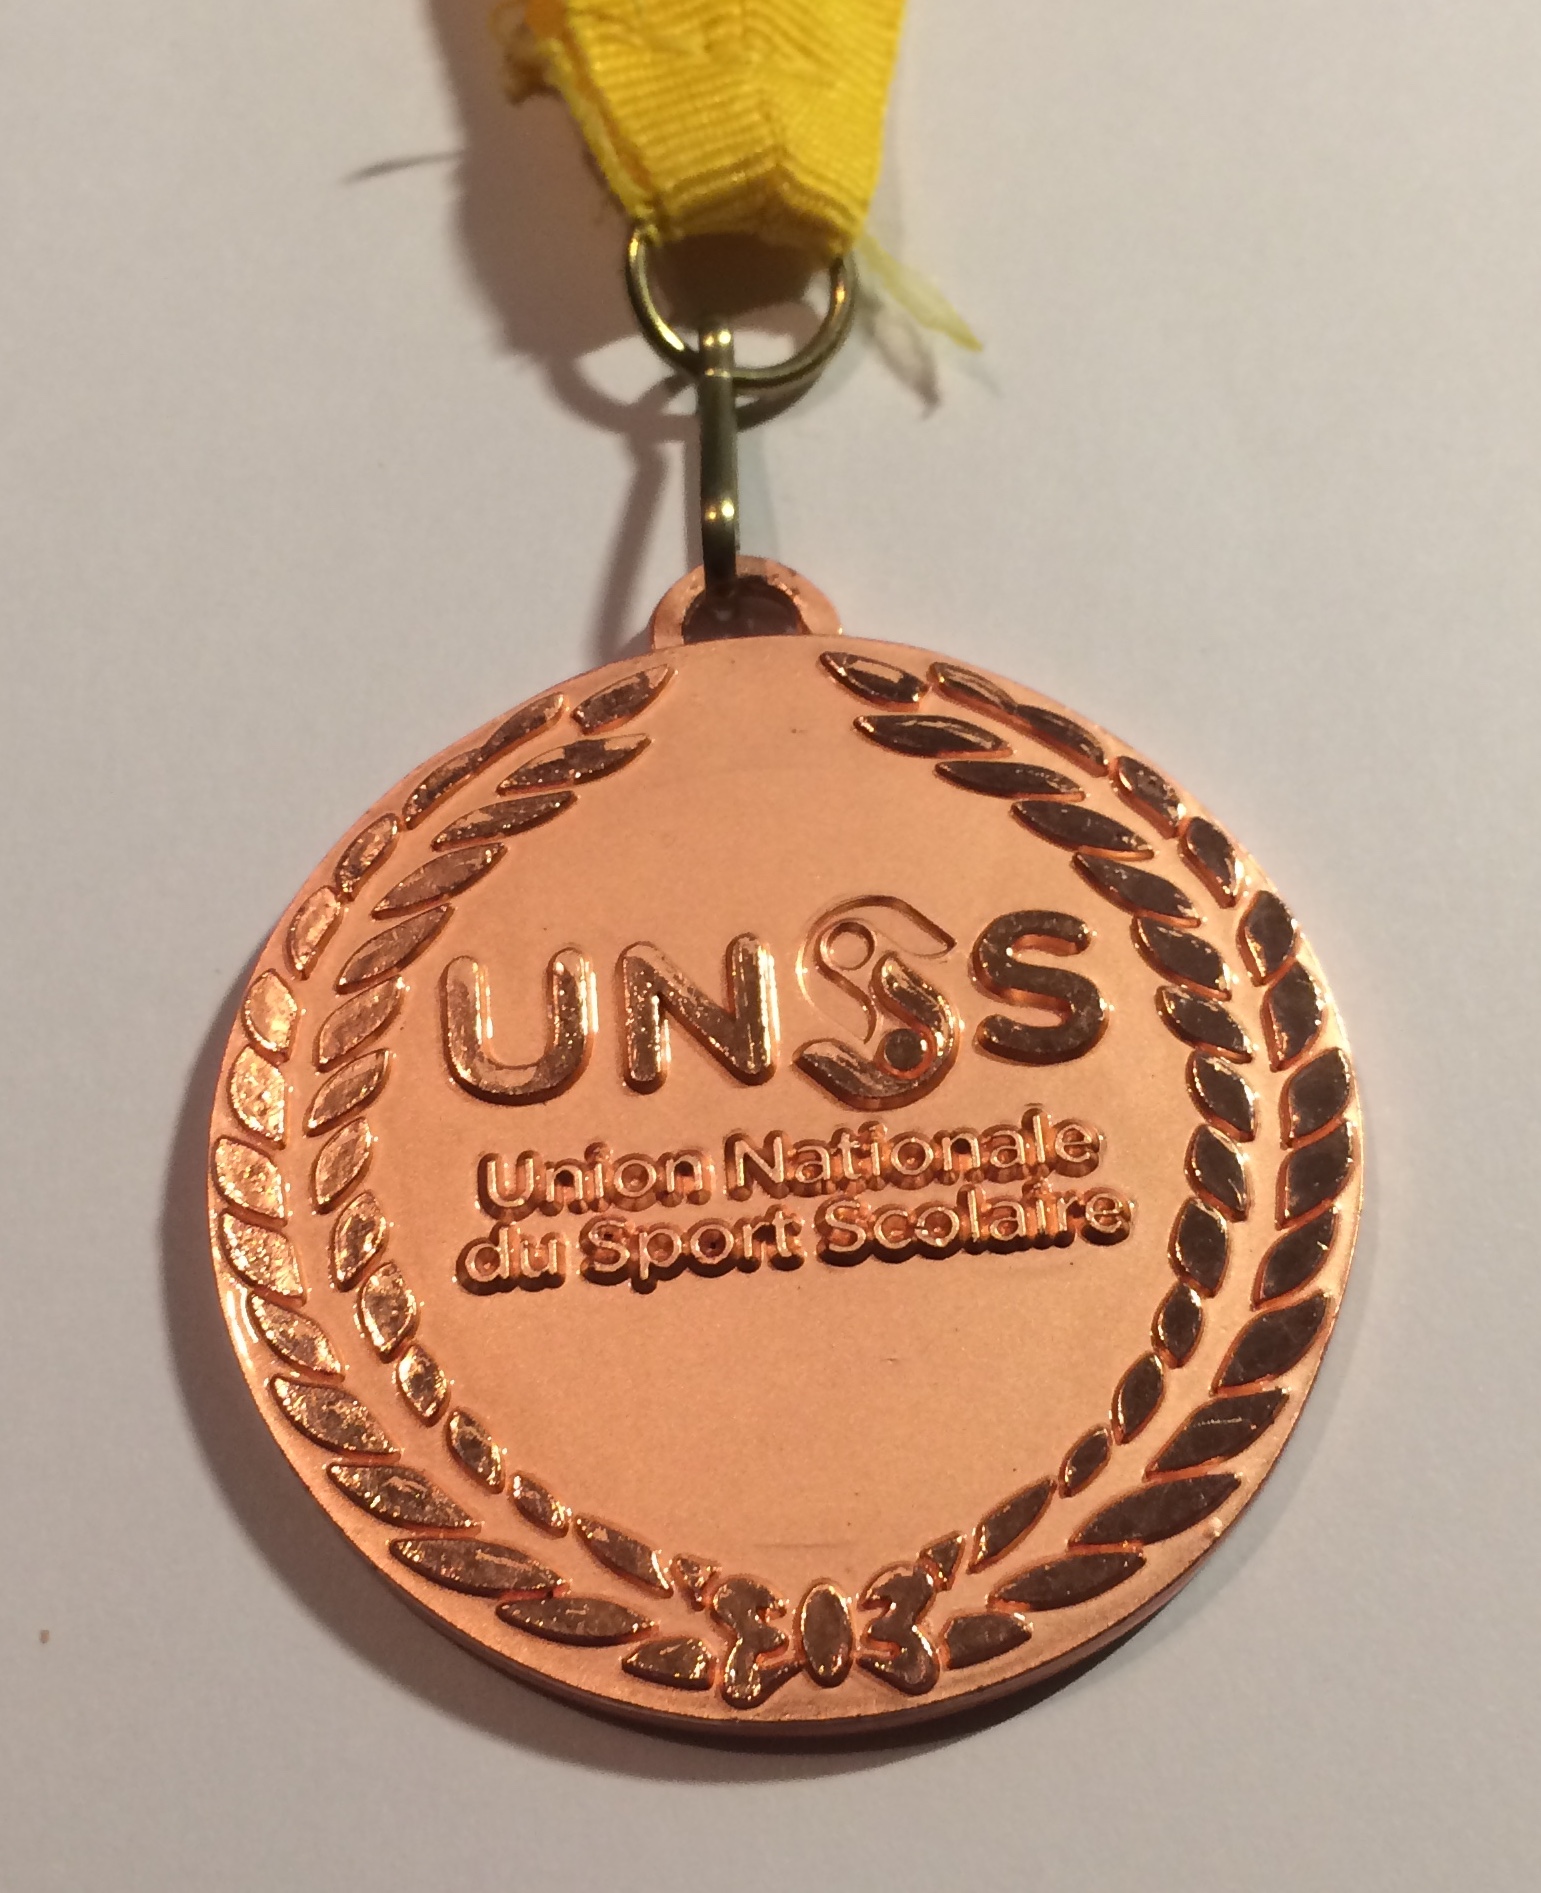 UNSS
Union Nationale
du Sport Scolaire